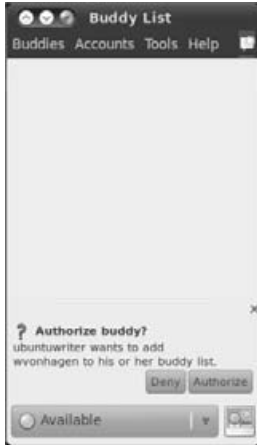 Buddy List
Buddies Accounts Tools Help
Authorize buddy?
ubuntuwriter wants to add
wvonhagen to his or her buddy list.
Deny Authorize
Available